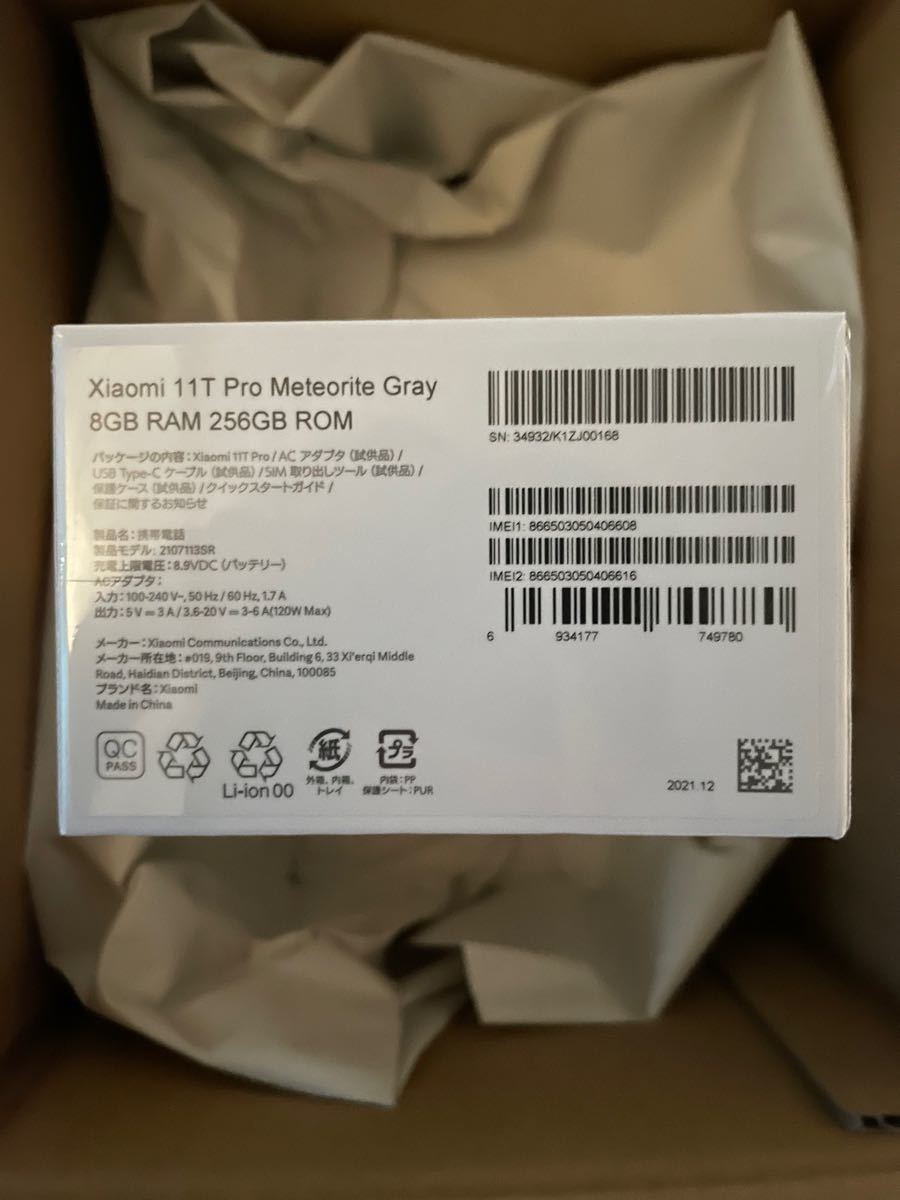 Xiaomi 11T Pro Meteorite Gray
8GB RAM 256GB ROM
パッケージの内容：Xiaomi 11T Pro / AC アダプタ (試供品) /
USB Type-C ケーブル (試供品) / SIM 取り出しツール (試供品) /
保護ケース (試供品) / クイックスタートガイド /
保証に関するお知らせ
製品名：携帯電話
製品モデル: 2107113SR
充電上限電圧：8.9VDC (バッテリー)
ACアダプタ：
入力：100-240 V~, 50 Hz / 60 Hz, 1.7 A
出力：5 V ⎓ 3 A / 3.6-20 V ⎓ 3-6 A (120W Max)
メーカー：Xiaomi Communications Co., Ltd.
メーカー所在地：#019, 9th Floor, Building 6, 33 Xi'erqi Middle
Road, Haidian District, Beijing, China, 100085
ブランド名：Xiaomi
Made in China
QC
PASS
Li-ion 00
紙
外箱、内箱、
トレイ
プラ
内袋：PP
保護シート：PUR
SN: 34932/K1ZJ00168
IMEI1: 866503050406608
IMEI2: 866503050406616
6 934177 749780
2021.12